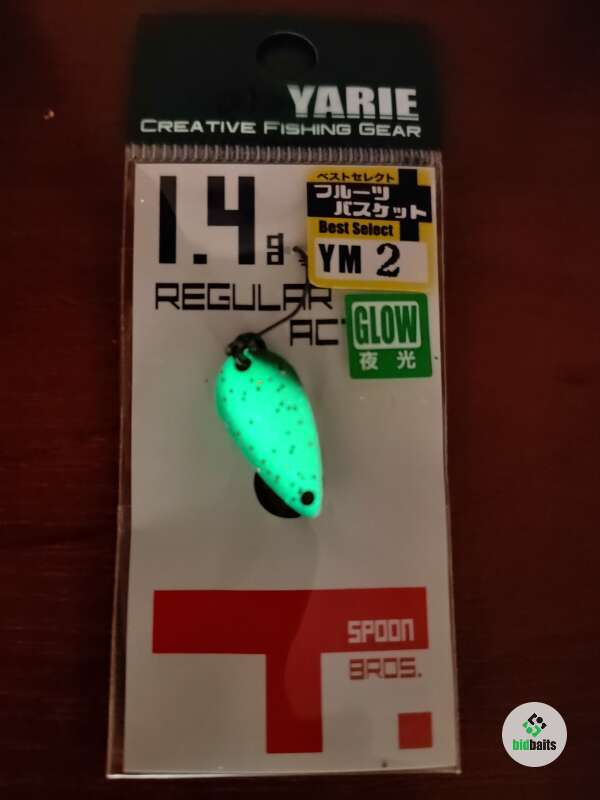 YARIE
CREATIVE FISHING GEAR
1.4g
ベストセレクト
フルーツ
バスケット
Best Select
YM 2
REGULAR
ACT
GLOW
夜光
SPOON
BROS.
T.
bidbaits